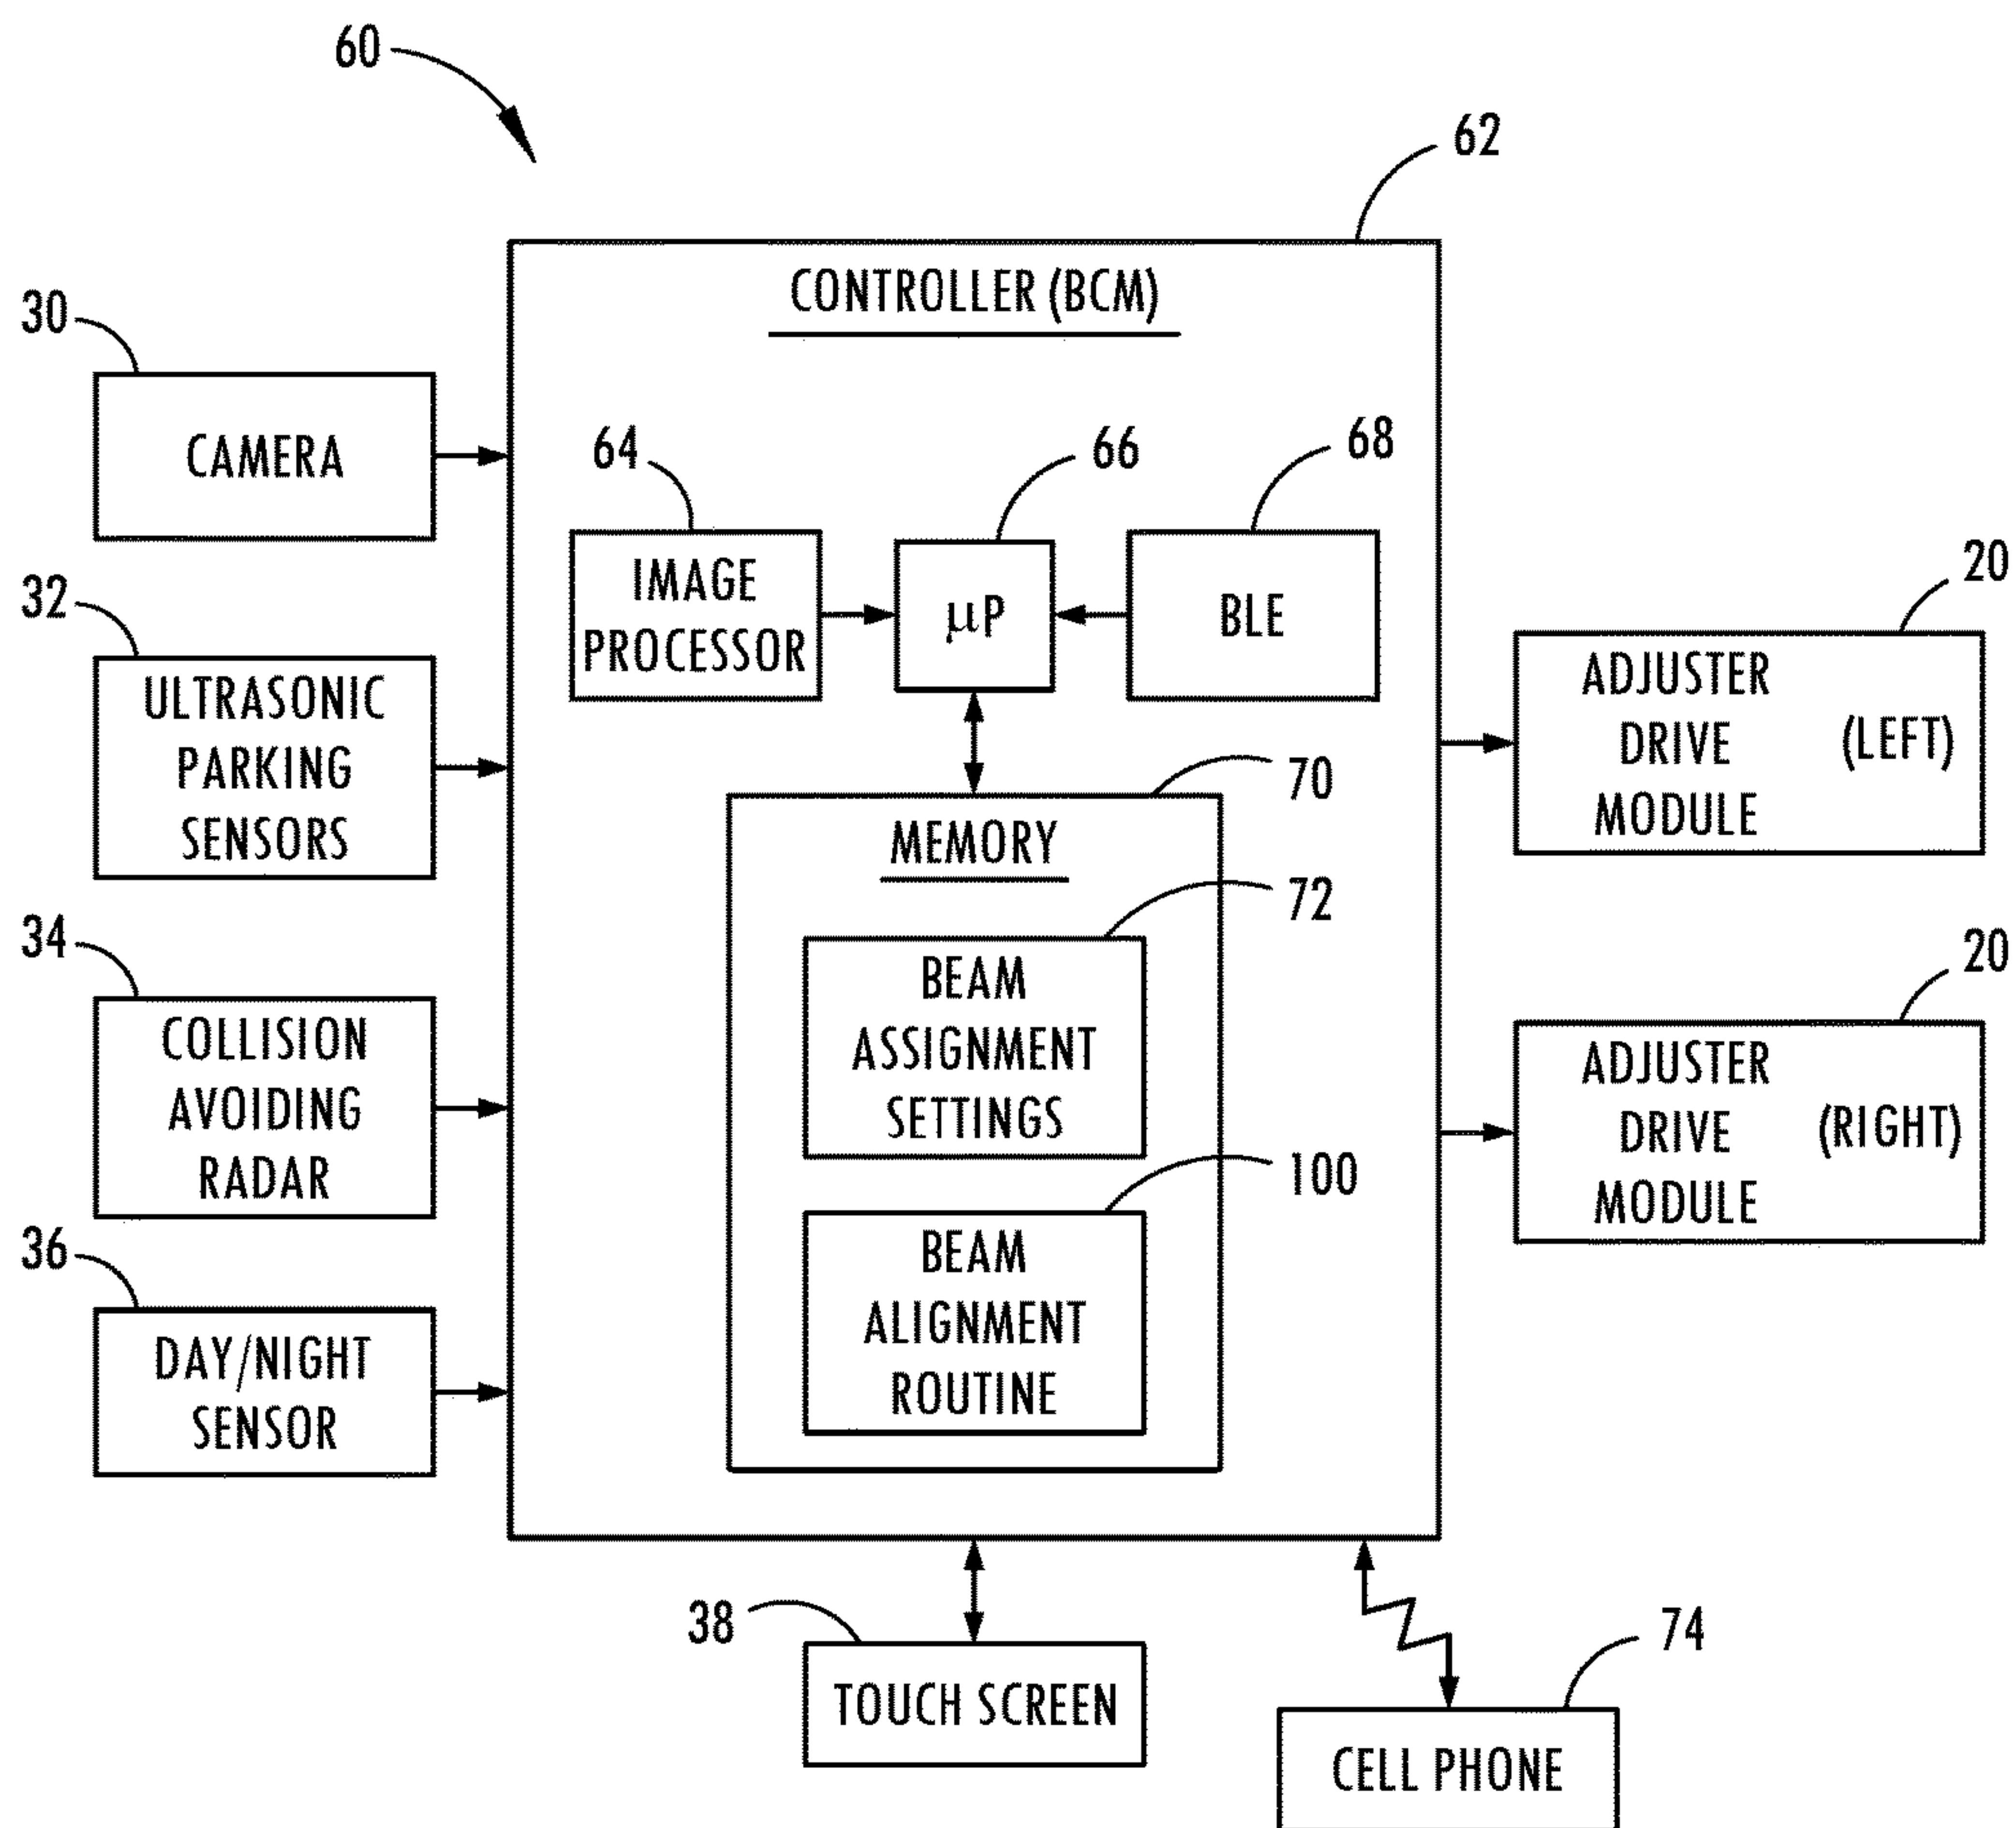 60
62
CONTROLLER (BCM)
30
CAMERA
64
66
68
IMAGE
PROCESSOR
μP
BLE
32
ULTRASONIC
PARKING
SENSORS
20
ADJUSTER
DRIVE
MODULE
(LEFT)
70
MEMORY
72
BEAM
ASSIGNMENT
SETTINGS
34
COLLISION
AVOIDING
RADAR
20
ADJUSTER
DRIVE
MODULE
(RIGHT)
100
BEAM
ALIGNMENT
ROUTINE
36
DAY/NIGHT
SENSOR
38
TOUCH SCREEN
74
CELL PHONE